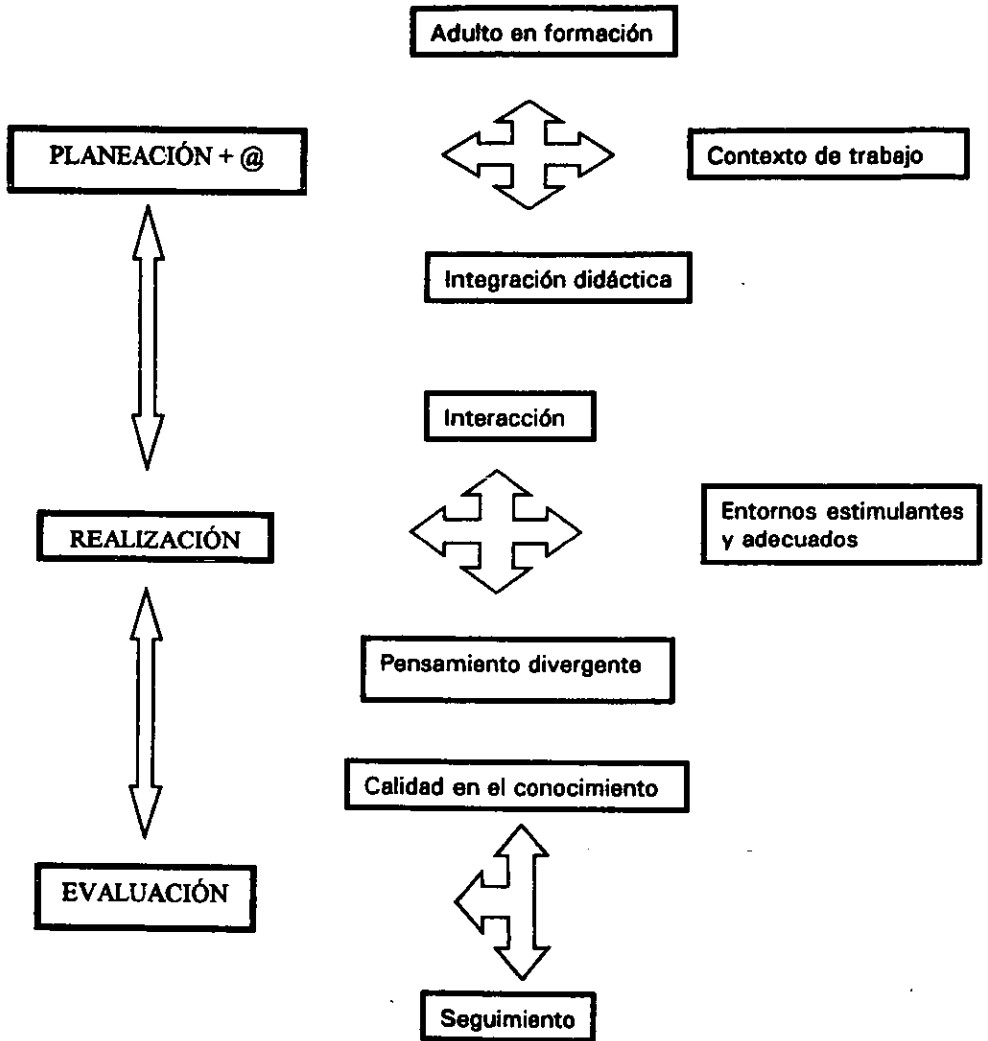 Adulto en formación
PLANEACIÓN + @
Contexto de trabajo
Integración didáctica
Interacción
REALIZACIÓN
Entornos estimulantes
y adecuados
Pensamiento divergente
Calidad en el conocimiento
EVALUACIÓN
Seguimiento